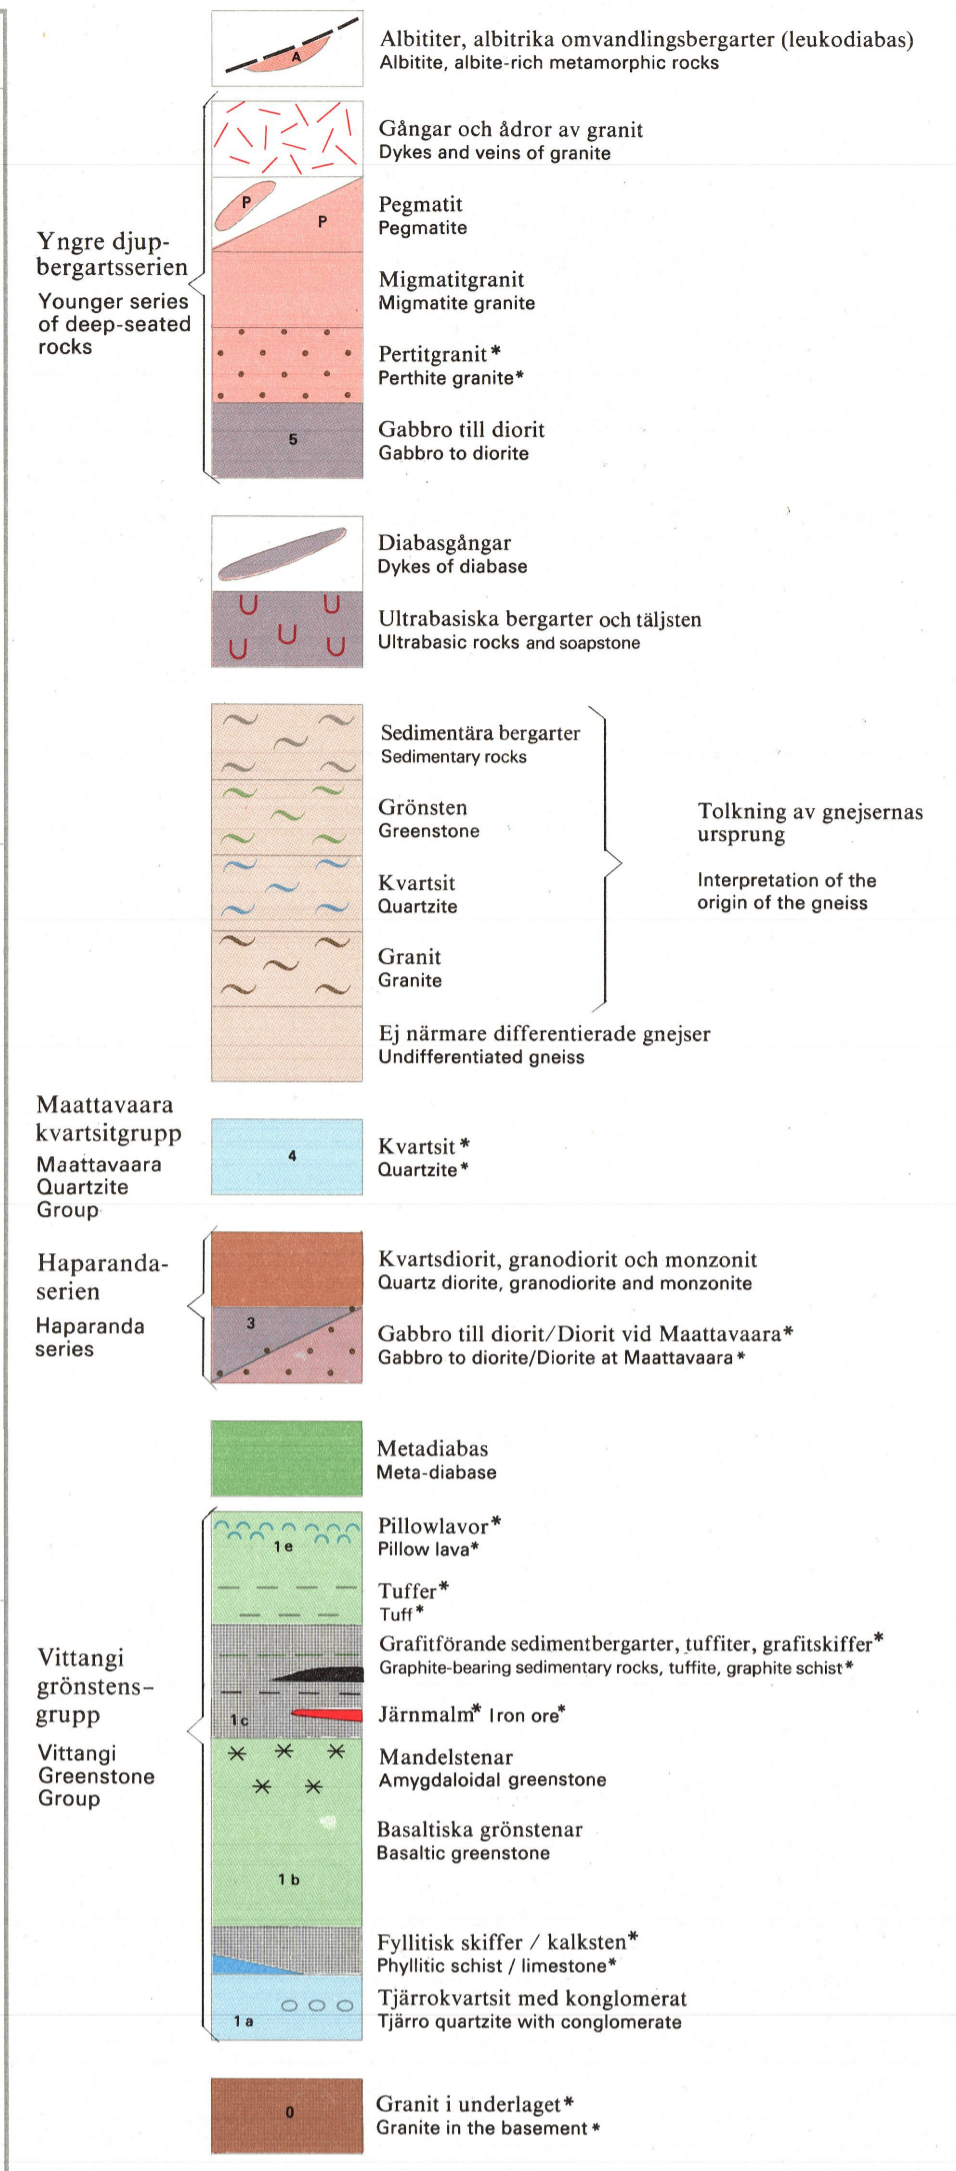 A
Albititer, albitrika omvandlingsbergarter (leukodiabas)
Albitite, albite-rich metamorphic rocks
Gångar och ådror av granit
Dykes and veins of granite
P
P
Pegmatit
Pegmatite
Yngre djup-
bergartsserien
Younger series
of deep-seated
rocks
Migmatitgranit
Migmatite granite
Pertitgranit*
Perthite granite*
5
Gabbro till diorit
Gabbro to diorite
Diabasgångar
Dykes of diabase
U U U U U
Ultrabasiska bergarter och täljsten
Ultrabasic rocks and soapstone
Sedimentära bergarter
Sedimentary rocks
Grönsten
Greenstone
Kvartsit
Quartzite
Granit
Granite
Tolkning av gnejsernas
ursprung
Interpretation of the
origin of the gneiss
Ej närmare differentierade gnejser
Undifferentiated gneiss
Maattavaara
kvartsitgrupp
Maattavaara
Quartzite
Group
4
Kvartsit*
Quartzite*
Haparanda-
serien
Haparanda
series
Kvartsdiorit, granodiorit och monzonit
Quartz diorite, granodiorite and monzonite
3
Gabbro till diorit/Diorit vid Maattavaara*
Gabbro to diorite/Diorite at Maattavaara*
Metadiabas
Meta-diabase
1e
Pillowlavor*
Pillow lava*
Tuffer*
Tuff*
Grafitförande sedimentbergarter, tuffiter, grafitskiffer*
Graphite-bearing sedimentary rocks, tuffite, graphite schist*
1c
Järnmalm* Iron ore*
Vittangi
grönstens-
grupp
Vittangi
Greenstone
Group
Mandelstenar
Amygdaloidal greenstone
Basaltiska grönstenar
Basaltic greenstone
1b
Fyllitisk skiffer / kalksten*
Phyllitic schist / limestone*
1a
Tjärrokvartsit med konglomerat
Tjärro quartzite with conglomerate
0
Granit i underlaget*
Granite in the basement*